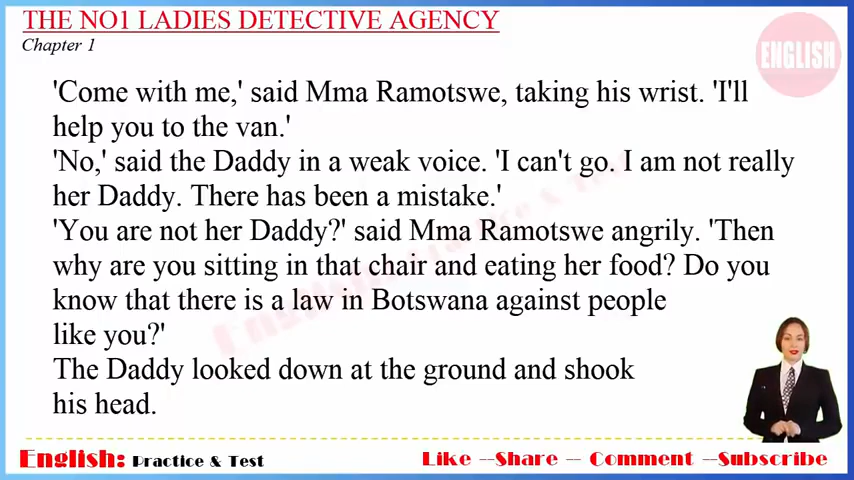 THE NO1 LADIES DETECTIVE AGENCY
Chapter 1
ENGLISH
'Come with me,' said Mma Ramotswe, taking his wrist. 'I'll
help you to the van.'
'No,' said the Daddy in a weak voice. 'I can't go. I am not really
her Daddy. There has been a mistake.'
'You are not her Daddy?' said Mma Ramotswe angrily. 'Then
why are you sitting in that chair and eating her food? Do you
know that there is a law in Botswana against people
like you?'
The Daddy looked down at the ground and shook
his head.
English: Practice & Test
Like --Share -- Comment --Subscribe